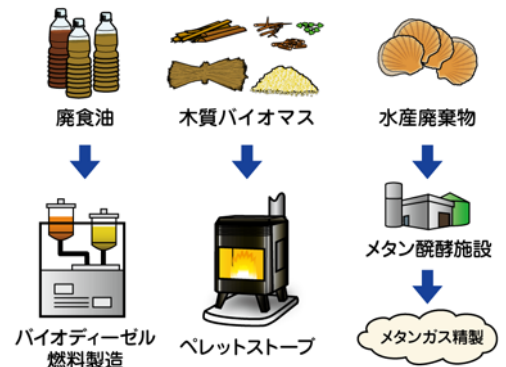 廃食油
木質バイオマス
水産廃棄物
メタン醗酵施設
バイオディーゼル
燃料製造
ペレットストーブ
メタンガス精製